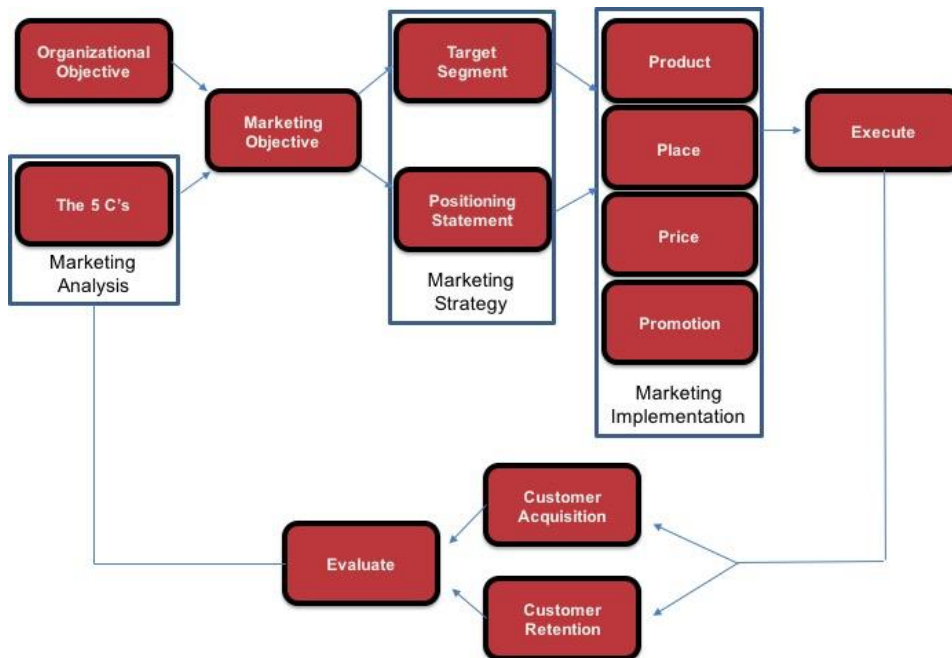 Organizational
Objective
Target
Segment
Product
Marketing
Objective
Execute
Place
The 5 C's
Marketing
Analysis
Positioning
Statement
Marketing
Strategy
Price
Promotion
Marketing
Implementation
Customer
Acquisition
Evaluate
Customer
Retention